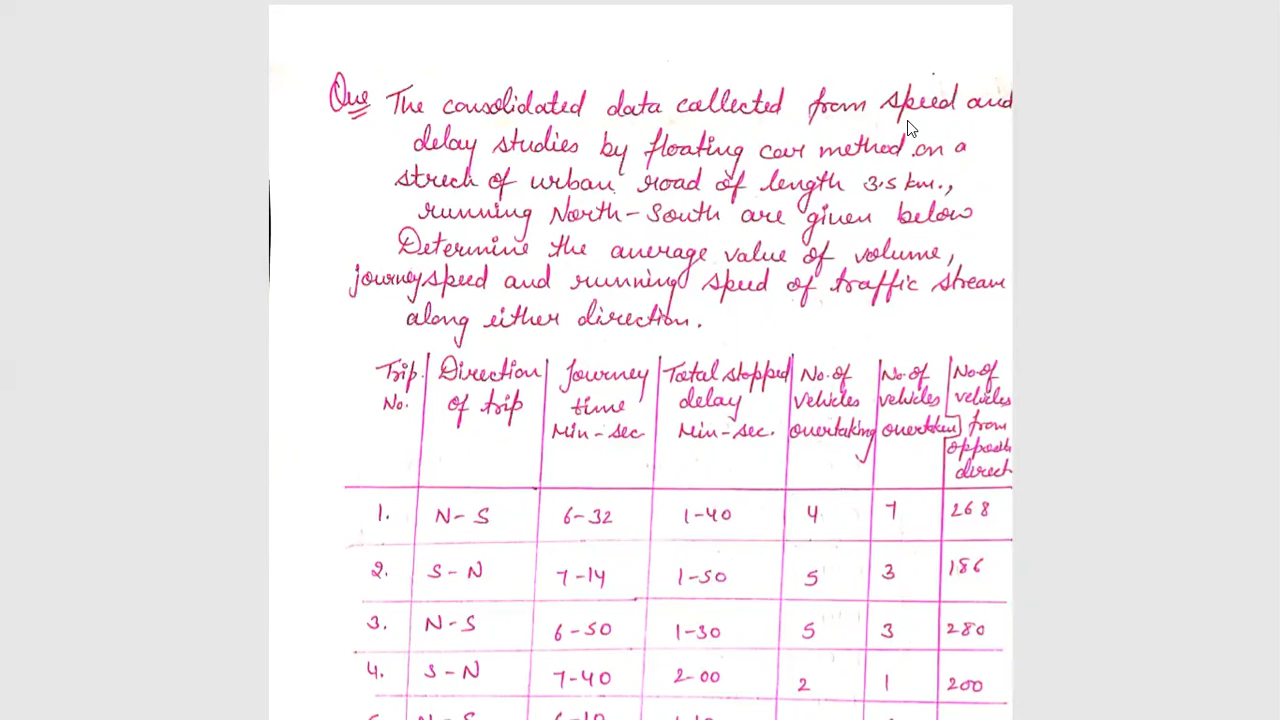 Que The consolidated data collected from speed and
delay studies by floating car method on a
strech of urban road of length 3.5 km.,
running North-South are given below
Determine the average value of volume,
journey speed and running speed of traffic stream
along either direction.
Trip No. Direction of trip Journey time Min-sec Total stopped delay Min-sec. No. of vehicles overtaking No. of vehicles overtaken No. of vehicles from opposite direct
1. N-S 6-32 1-40 4 7 268
2. S-N 7-14 1-50 5 3 186
3. N-S 6-50 1-30 5 3 280
4. S-N 7-40 2-00 2 1 200